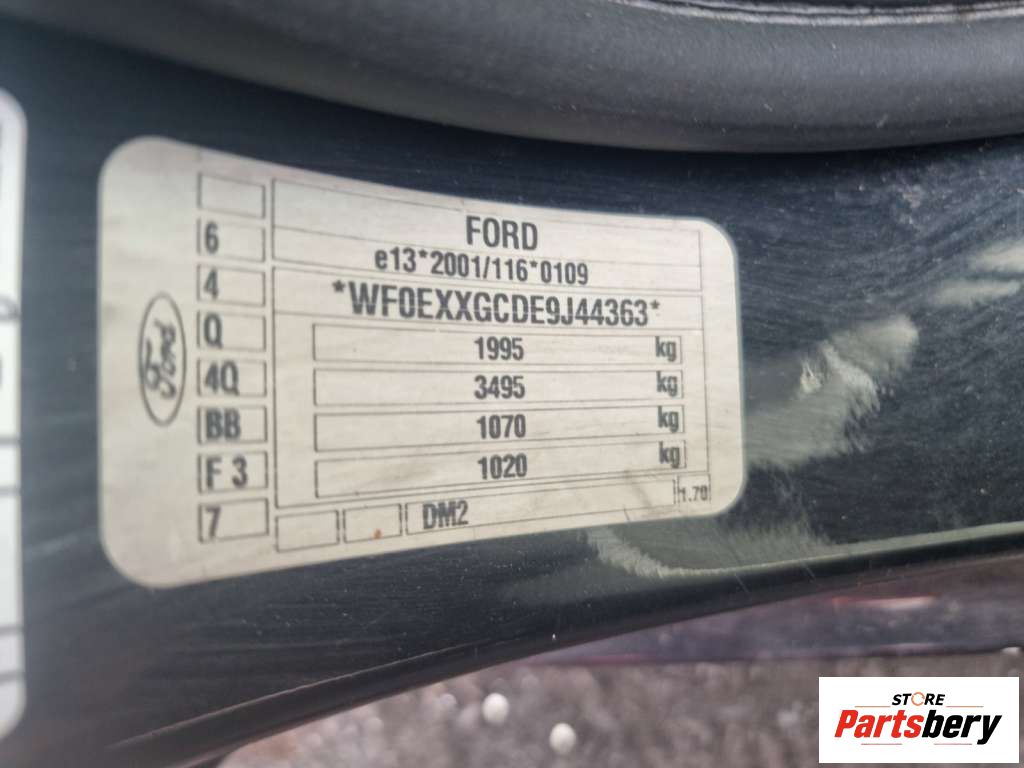 FORD
e13*2001/116*0109
*WF0EXXGCDE9J44363*
1995 kg
3495 kg
1070 kg
1020 kg
6
4
Q
4Q
BB
F 3
7
DM2
1.70
Ford
STORE
Partsbery